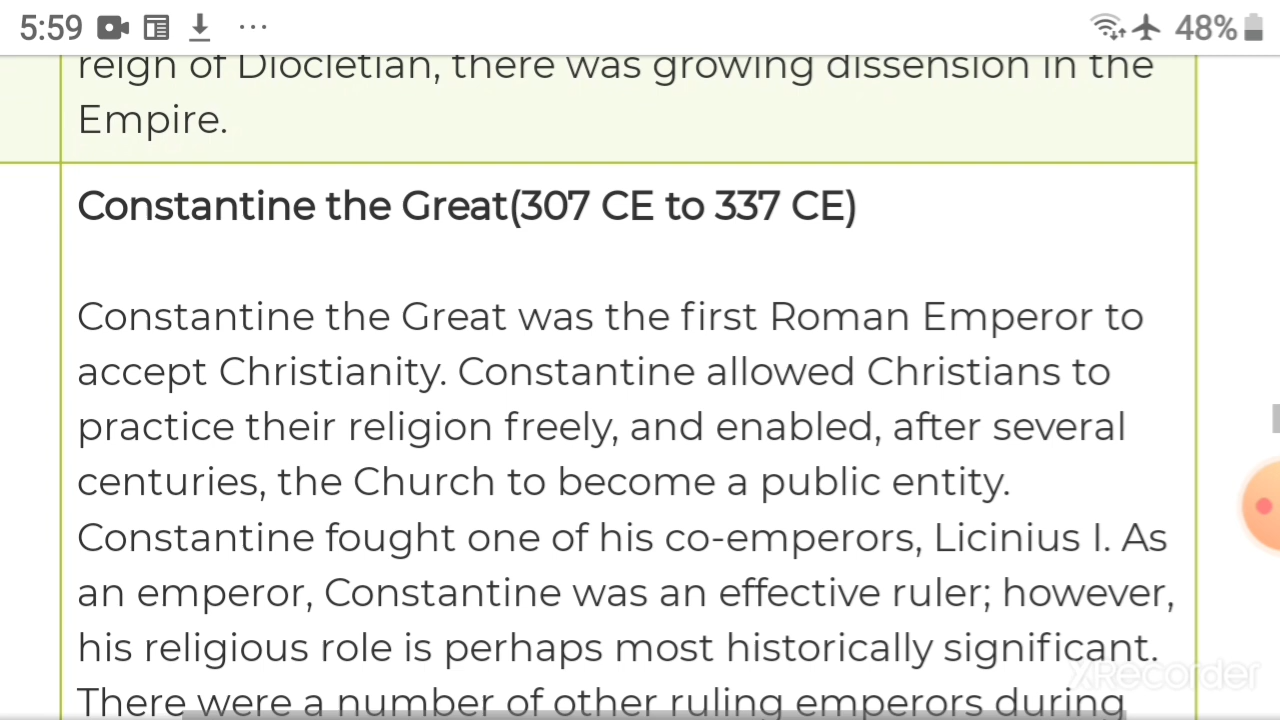 5:59 ... 48%
reign of Diocletian, there was growing dissension in the
Empire.
Constantine the Great(307 CE to 337 CE)
Constantine the Great was the first Roman Emperor to
accept Christianity. Constantine allowed Christians to
practice their religion freely, and enabled, after several
centuries, the Church to become a public entity.
Constantine fought one of his co-emperors, Licinius I. As
an emperor, Constantine was an effective ruler; however,
his religious role is perhaps most historically significant.
XRecorder
There were a number of other ruling emperors during